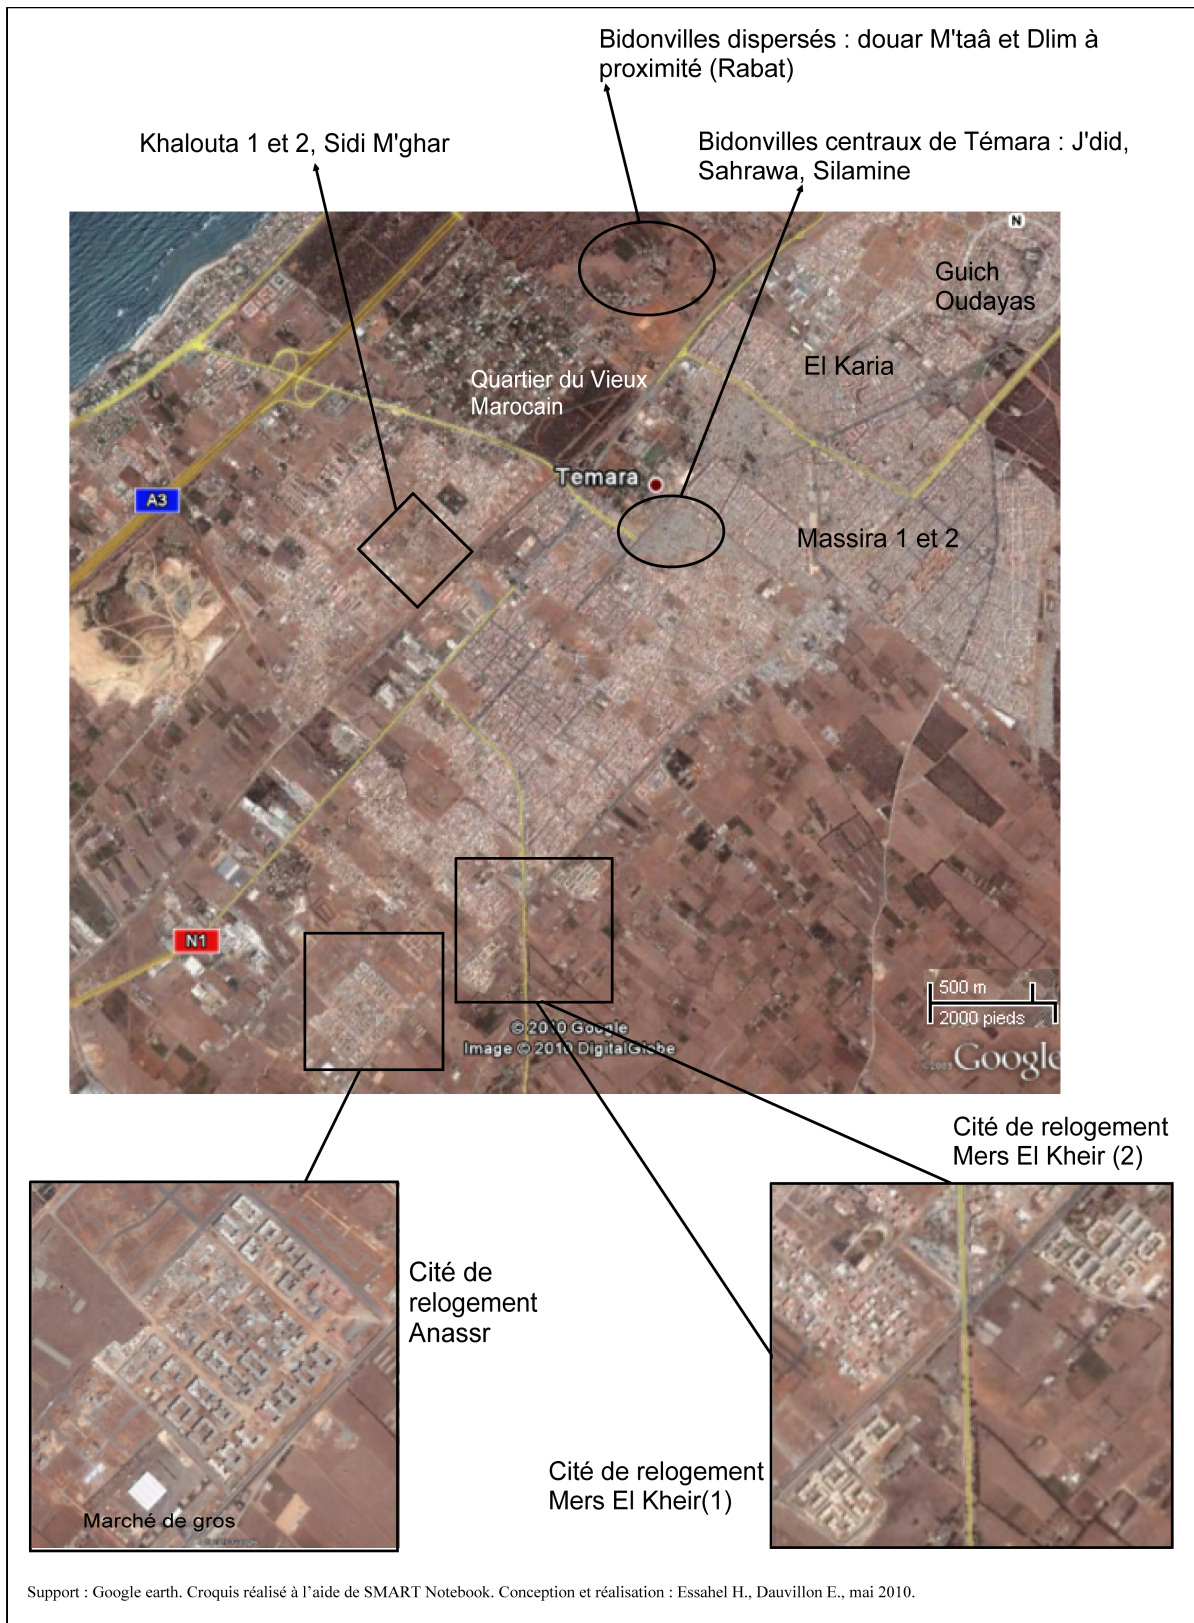 Bidonvilles dispersés : douar M'taâ et Dlim à
proximité (Rabat)
Khalouta 1 et 2, Sidi M'ghar
Bidonvilles centraux de Témara : J'did,
Sahrawa, Silamine
N
Guich
Oudayas
El Karia
Quartier du Vieux
Marocain
Temara
A3
Massira 1 et 2
N1
500 m
2000 pieds
© 2010 Google
Image © 2010 DigitalGlobe
©2009 Google
Cité de relogement
Mers El Kheir (2)
Cité de
relogement
Anassr
Cité de relogement
Mers El Kheir(1)
Marché de gros
Support : Google earth. Croquis réalisé à l’aide de SMART Notebook. Conception et réalisation : Essahel H., Dauvillon E., mai 2010.